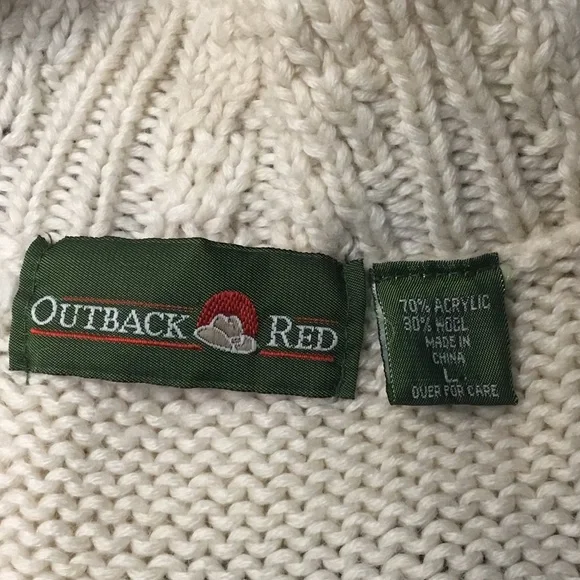 OUTBACK RED
70% ACRYLIC
30% WOOL
MADE IN
CHINA
L
OVER FOR CARE